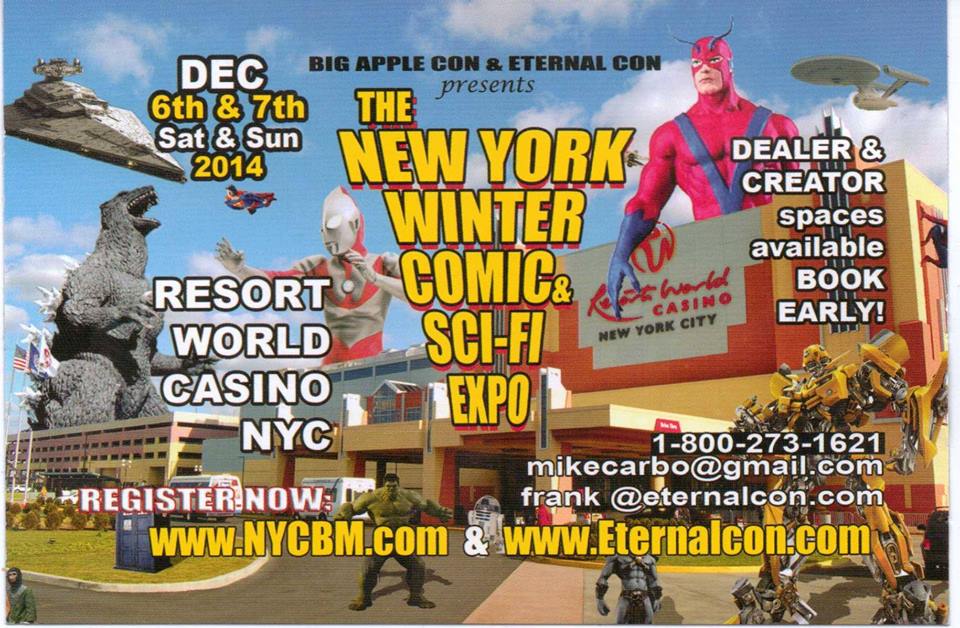 BIG APPLE CON & ETERNAL CON
presents
THE
NEW YORK
WINTER
COMIC &
SCI-FI
EXPO
DEC
6th & 7th
Sat & Sun
2014
RESORT
WORLD
CASINO
NYC
DEALER &
CREATOR
spaces
available
BOOK
EARLY!
Resorts World
CASINO
NEW YORK CITY
1-800-273-1621
mikecarbo@gmail.com
frank @eternalcon.com
REGISTER NOW:
www.NYCBM.com & www.Eternalcon.com